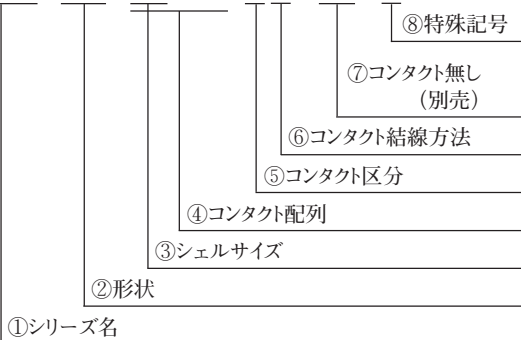 ⑧特殊記号
⑦コンタクト無し
（別売）
⑥コンタクト結線方法
⑤コンタクト区分
④コンタクト配列
③シェルサイズ
②形状
①シリーズ名